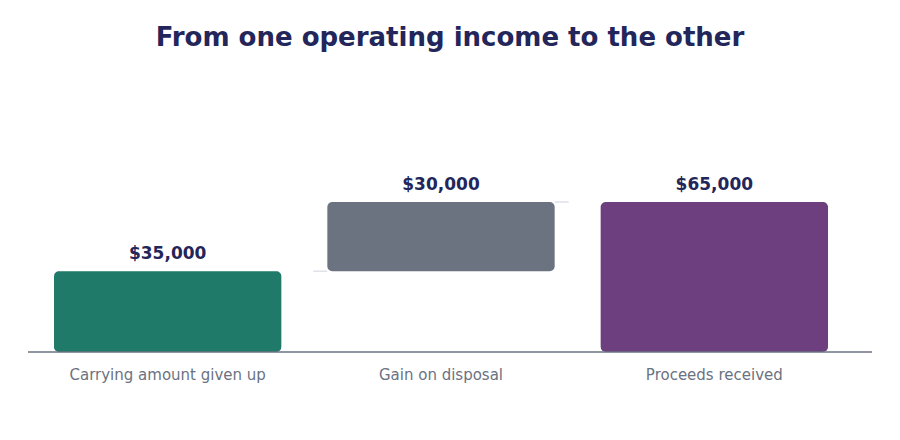 From one operating income to the other
$35,000
$30,000
$65,000
Carrying amount given up
Gain on disposal
Proceeds received